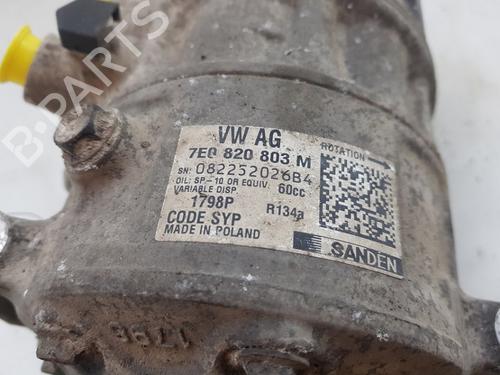 VW AG
ROTATION
7E0 820 803 M
SN: 08225202684
OIL: SP-10 OR EQUIV. 60cc
VARIABLE DISP.
1798P R134a
CODE SYP
MADE IN POLAND
SANDEN
B-PARTS